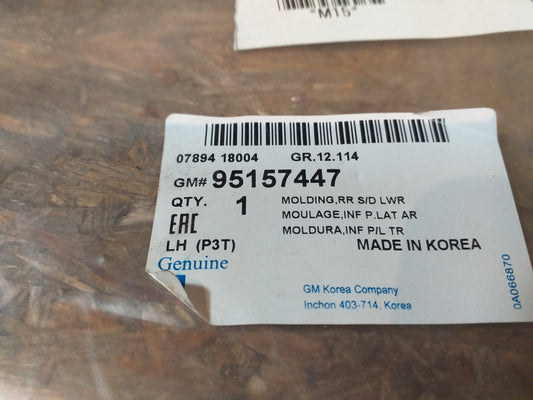 "M15"
07894 18004 GR.12.114
GM# 95157447
QTY. 1 MOLDING,RR S/D LWR
MOULAGE,INF P.LAT AR
EAC MOLDURA,INF P/L TR
LH (P3T) MADE IN KOREA
Genuine
GM Korea Company
Inchon 403-714. Korea
0A066870